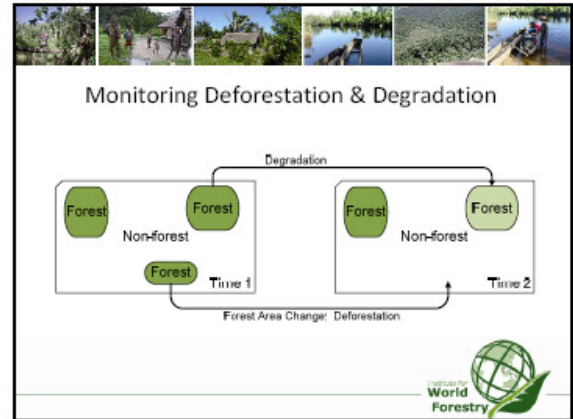 Monitoring Deforestation & Degradation
Degradation
Forest
Forest
Non-forest
Forest
Time 1
Forest
Forest
Non-forest
Time 2
Forest Area Change: Deforestation
Institute for
World
Forestry